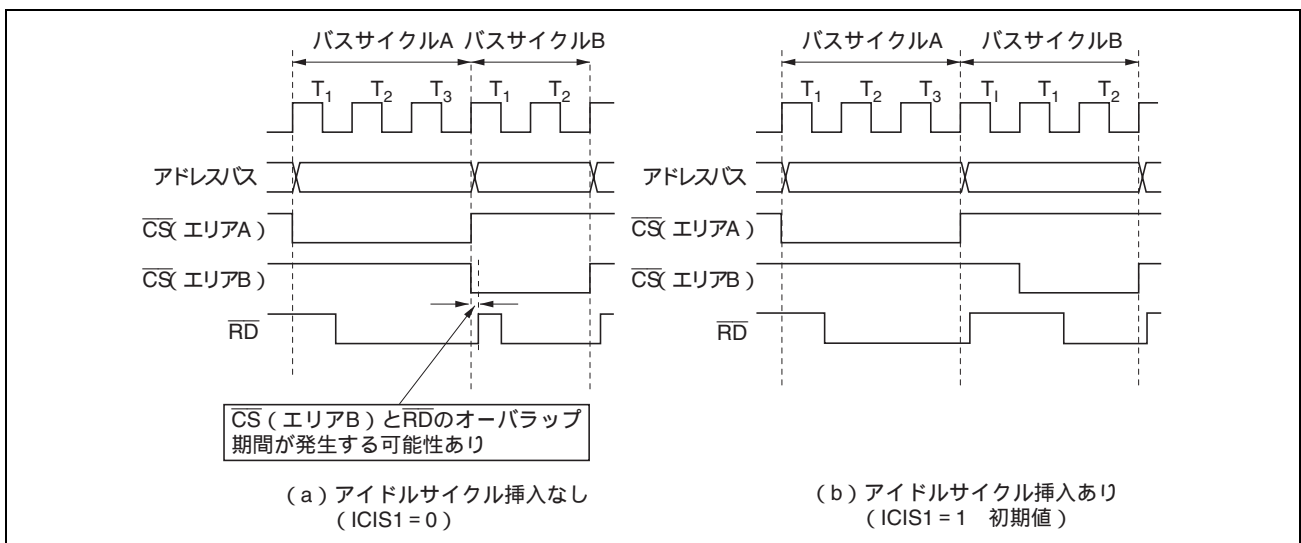 バスサイクルA バスサイクルB
T1 T2 T3 T1 T2
アドレスバス
CS(エリアA)
CS(エリアB)
RD
CS(エリアB)とRDのオーバラップ
期間が発生する可能性あり
(a)アイドルサイクル挿入なし
(ICIS1=0)
バスサイクルA バスサイクルB
T1 T2 T3 TI T1 T2
アドレスバス
CS(エリアA)
CS(エリアB)
RD
(b)アイドルサイクル挿入あり
(ICIS1=1 初期値)